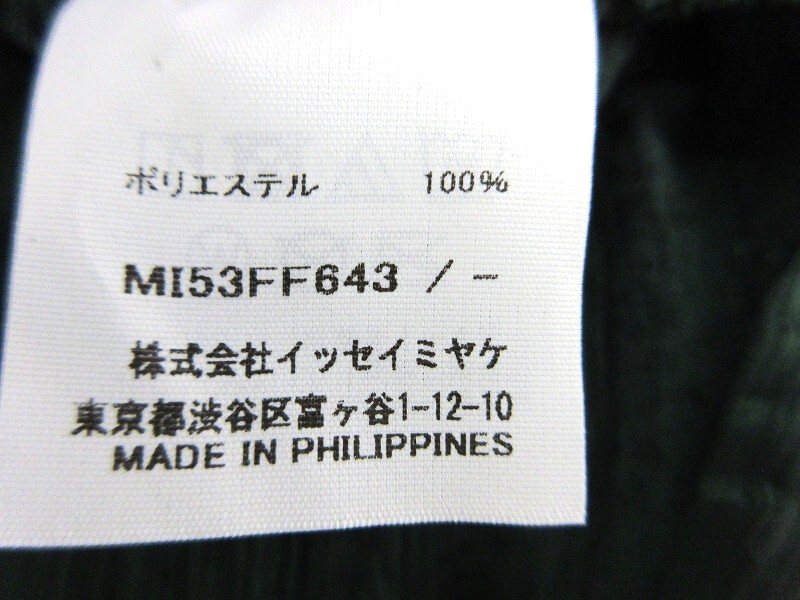 ポリエステル 100%
MI53FF643 / -
株式会社イッセイミヤケ
東京都渋谷区富ヶ谷1-12-10
MADE IN PHILIPPINES